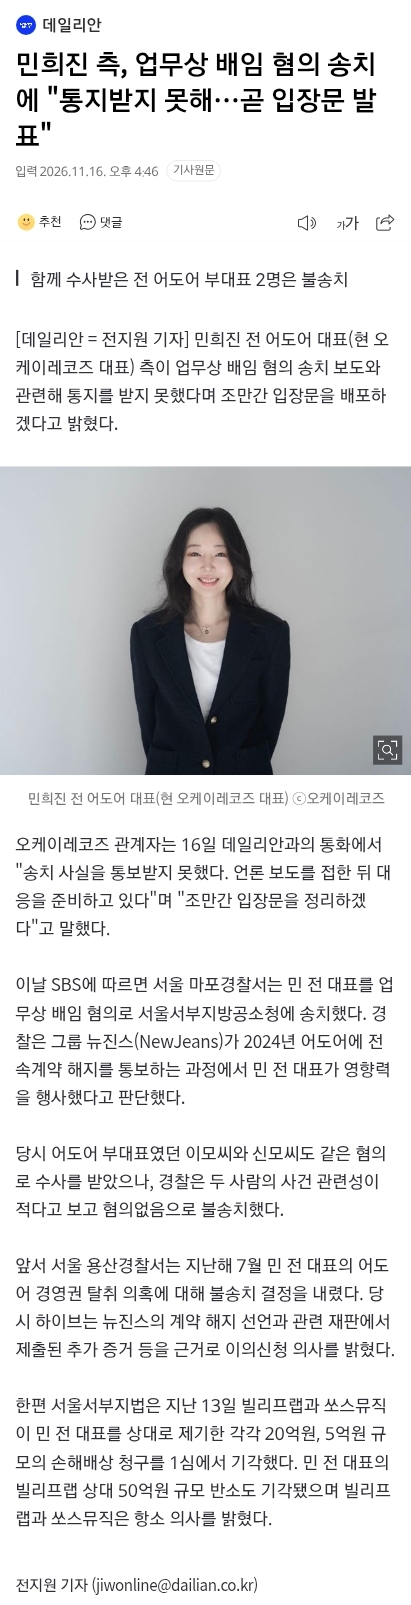 데일리안
민희진 측, 업무상 배임 혐의 송치
에 "통지받지 못해…곧 입장문 발
표"
입력 2026.11.16. 오후 4:46 기사원문
추천 댓글 가가
함께 수사받은 전 어도어 부대표 2명은 불송치
[데일리안 = 전지원 기자] 민희진 전 어도어 대표(현 오
케이레코즈 대표) 측이 업무상 배임 혐의 송치 보도와
관련해 통지를 받지 못했다며 조만간 입장문을 배포하
겠다고 밝혔다.
민희진 전 어도어 대표(현 오케이레코즈 대표) ⓒ오케이레코즈
오케이레코즈 관계자는 16일 데일리안과의 통화에서
"송치 사실을 통보받지 못했다. 언론 보도를 접한 뒤 대
응을 준비하고 있다"며 "조만간 입장문을 정리하겠
다"고 말했다.
이날 SBS에 따르면 서울 마포경찰서는 민 전 대표를 업
무상 배임 혐의로 서울서부지방공소청에 송치했다. 경
찰은 그룹 뉴진스(NewJeans)가 2024년 어도어에 전
속계약 해지를 통보하는 과정에서 민 전 대표가 영향력
을 행사했다고 판단했다.
당시 어도어 부대표였던 이모씨와 신모씨도 같은 혐의
로 수사를 받았으나, 경찰은 두 사람의 사건 관련성이
적다고 보고 혐의없음으로 불송치했다.
앞서 서울 용산경찰서는 지난해 7월 민 전 대표의 어도
어 경영권 탈취 의혹에 대해 불송치 결정을 내렸다. 당
시 하이브는 뉴진스의 계약 해지 선언과 관련 재판에서
제출된 추가 증거 등을 근거로 이의신청 의사를 밝혔다.
한편 서울서부지법은 지난 13일 빌리프랩과 쏘스뮤직
이 민 전 대표를 상대로 제기한 각각 20억원, 5억원 규
모의 손해배상 청구를 1심에서 기각했다. 민 전 대표의
빌리프랩 상대 50억원 규모 반소도 기각됐으며 빌리프
랩과 쏘스뮤직은 항소 의사를 밝혔다.
전지원 기자 (jiwonline@dailian.co.kr)